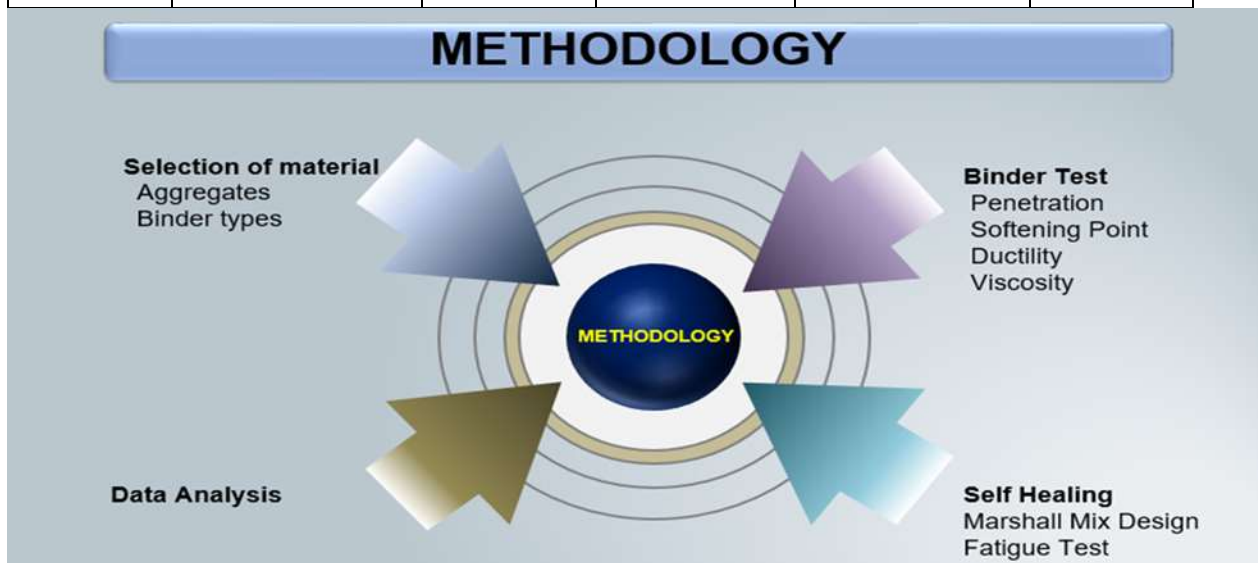 METHODOLOGY
Selection of material
Aggregates
Binder types
Binder Test
Penetration
Softening Point
Ductility
Viscosity
METHODOLOGY
Data Analysis
Self Healing
Marshall Mix Design
Fatigue Test